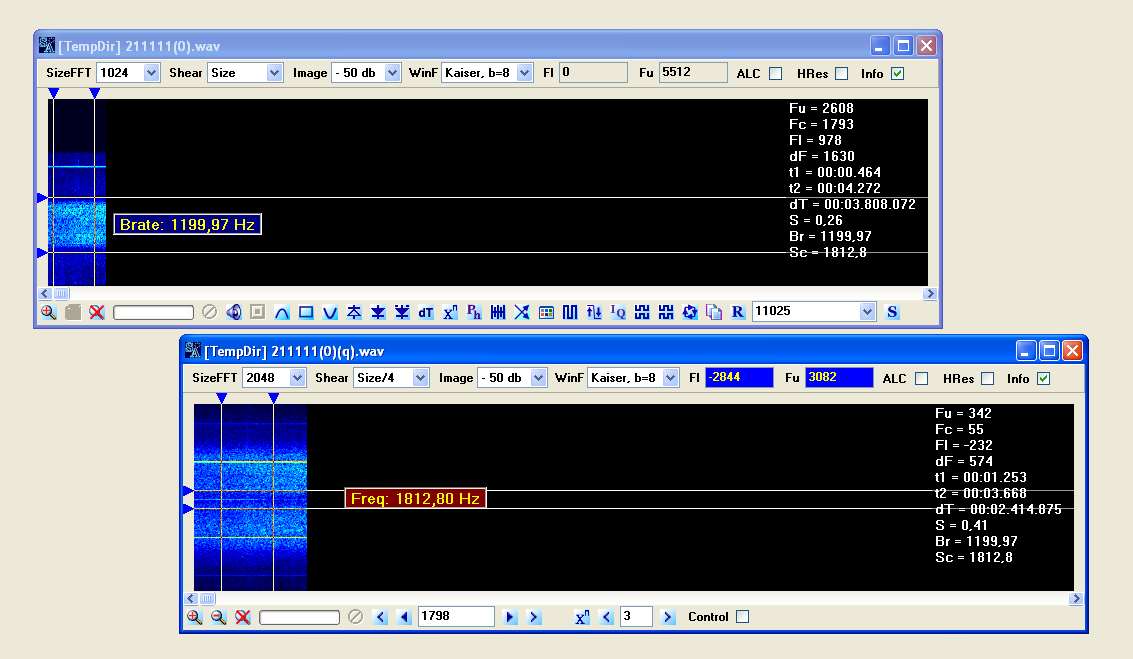 [TempDir] 211111(0).wav
SizeFFT 1024 Shear Size Image - 50 db WinF Kaiser, b=8 Fl 0 Fu 5512 ALC HRes Info
Fu = 2608
Fc = 1793
Fl = 978
dF = 1630
t1 = 00:00.464
t2 = 00:04.272
dT = 00:03.808.072
S = 0,26
Br = 1199,97
Sc = 1812,8
Brate: 1199,97 Hz
dT xⁿ Ph IQ R 11025 S
[TempDir] 211111(0)(q).wav
SizeFFT 2048 Shear Size/4 Image - 50 db WinF Kaiser, b=8 Fl -2844 Fu 3082 ALC HRes Info
Fu = 342
Fc = 55
Fl = -232
dF = 574
t1 = 00:01.253
t2 = 00:03.668
dT = 00:02.414.875
S = 0,41
Br = 1199,97
Sc = 1812,8
Freq: 1812,80 Hz
1798 xⁿ 3 Control